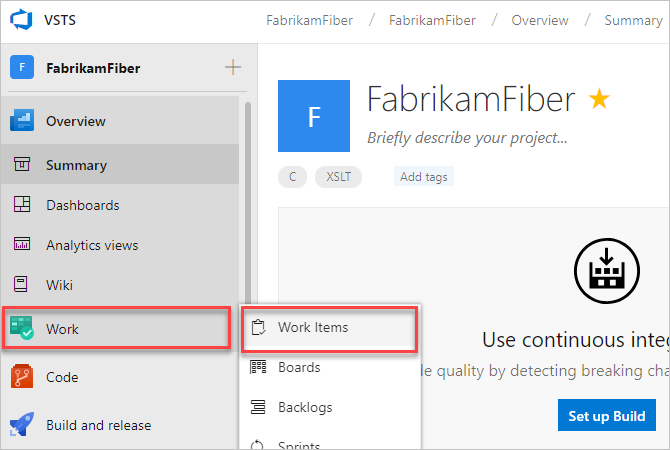 VSTS
FabrikamFiber / FabrikamFiber / Overview / Summary
F FabrikamFiber +
Overview
Summary
Dashboards
Analytics views
Wiki
Work
Code
Build and release
F
FabrikamFiber
Briefly describe your project...
C XSLT Add tags
Work Items
Boards
Backlogs
Sprints
Use continuous integ
de quality by detecting breaking cha
Set up Build